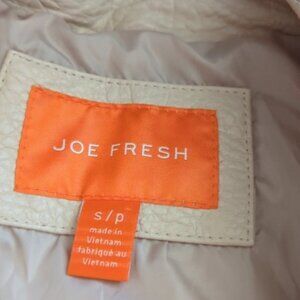 JOE FRESH
s/p
made in
Vietnam
fabriqué au
Vietnam